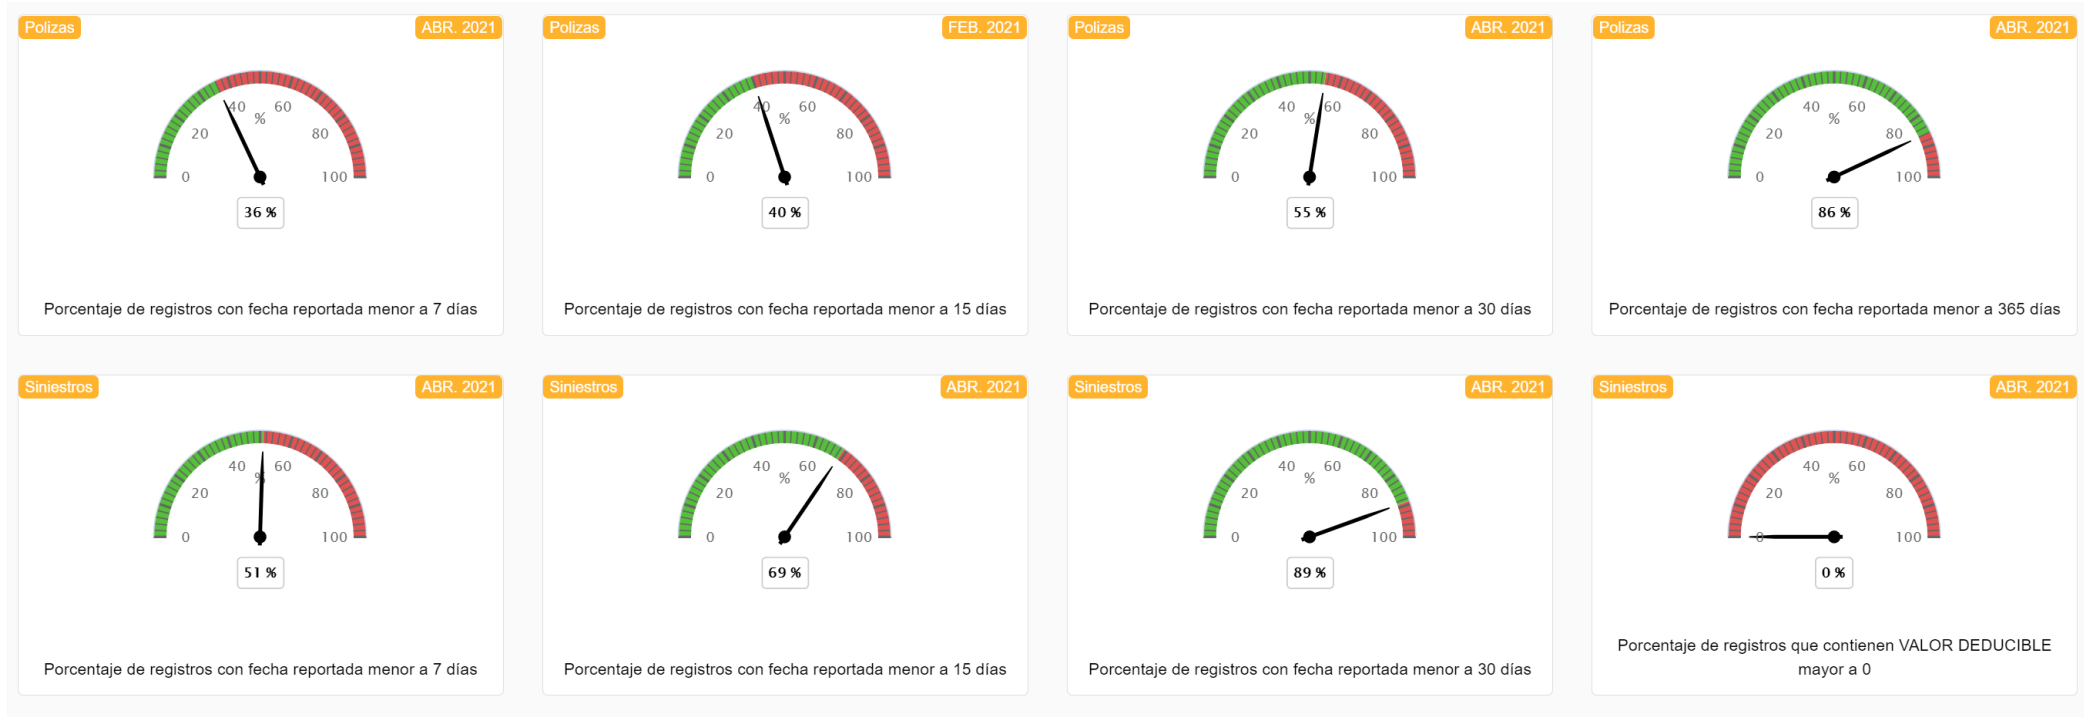 Polizas ABR. 2021
40 60
%
20 80
0 100
36 %
Porcentaje de registros con fecha reportada menor a 7 días
Polizas FEB. 2021
40 60
%
20 80
0 100
40 %
Porcentaje de registros con fecha reportada menor a 15 días
Polizas ABR. 2021
40 60
%
20 80
0 100
55 %
Porcentaje de registros con fecha reportada menor a 30 días
Polizas ABR. 2021
40 60
%
20 80
0 100
86 %
Porcentaje de registros con fecha reportada menor a 365 días
Siniestros ABR. 2021
40 60
%
20 80
0 100
51 %
Porcentaje de registros con fecha reportada menor a 7 días
Siniestros ABR. 2021
40 60
%
20 80
0 100
69 %
Porcentaje de registros con fecha reportada menor a 15 días
Siniestros ABR. 2021
40 60
%
20 80
0 100
89 %
Porcentaje de registros con fecha reportada menor a 30 días
Siniestros ABR. 2021
40 60
%
20 80
0 100
0 %
Porcentaje de registros que contienen VALOR DEDUCIBLE
mayor a 0